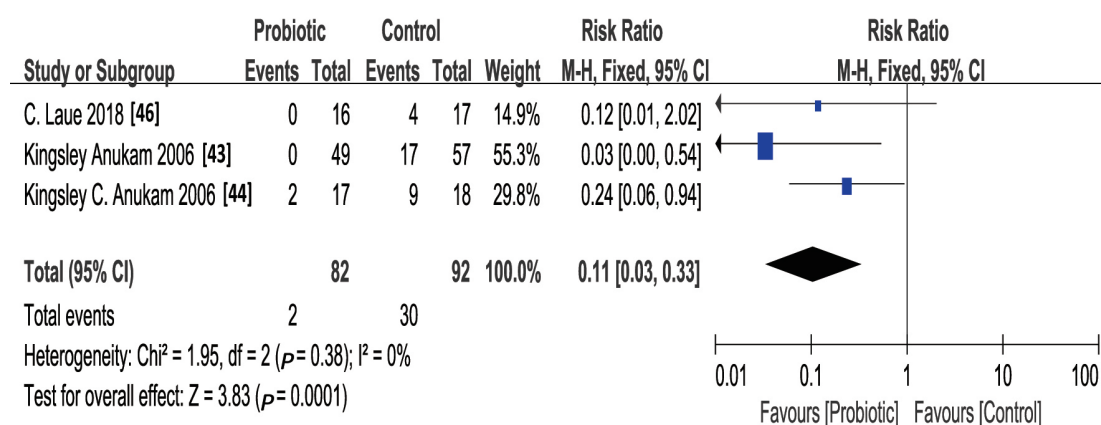 Probiotic Control Risk Ratio Risk Ratio
Study or Subgroup Events Total Events Total Weight M-H, Fixed, 95% CI M-H, Fixed, 95% CI
C. Laue 2018 [46] 0 16 4 17 14.9% 0.12 [0.01, 2.02]
Kingsley Anukam 2006 [43] 0 49 17 57 55.3% 0.03 [0.00, 0.54]
Kingsley C. Anukam 2006 [44] 2 17 9 18 29.8% 0.24 [0.06, 0.94]
Total (95% CI) 82 92 100.0% 0.11 [0.03, 0.33]
Total events 2 30
Heterogeneity: Chi² = 1.95, df = 2 (P = 0.38); I² = 0%
Test for overall effect: Z = 3.83 (P = 0.0001)
0.01 0.1 1 10 100
Favours [Probiotic] Favours [Control]